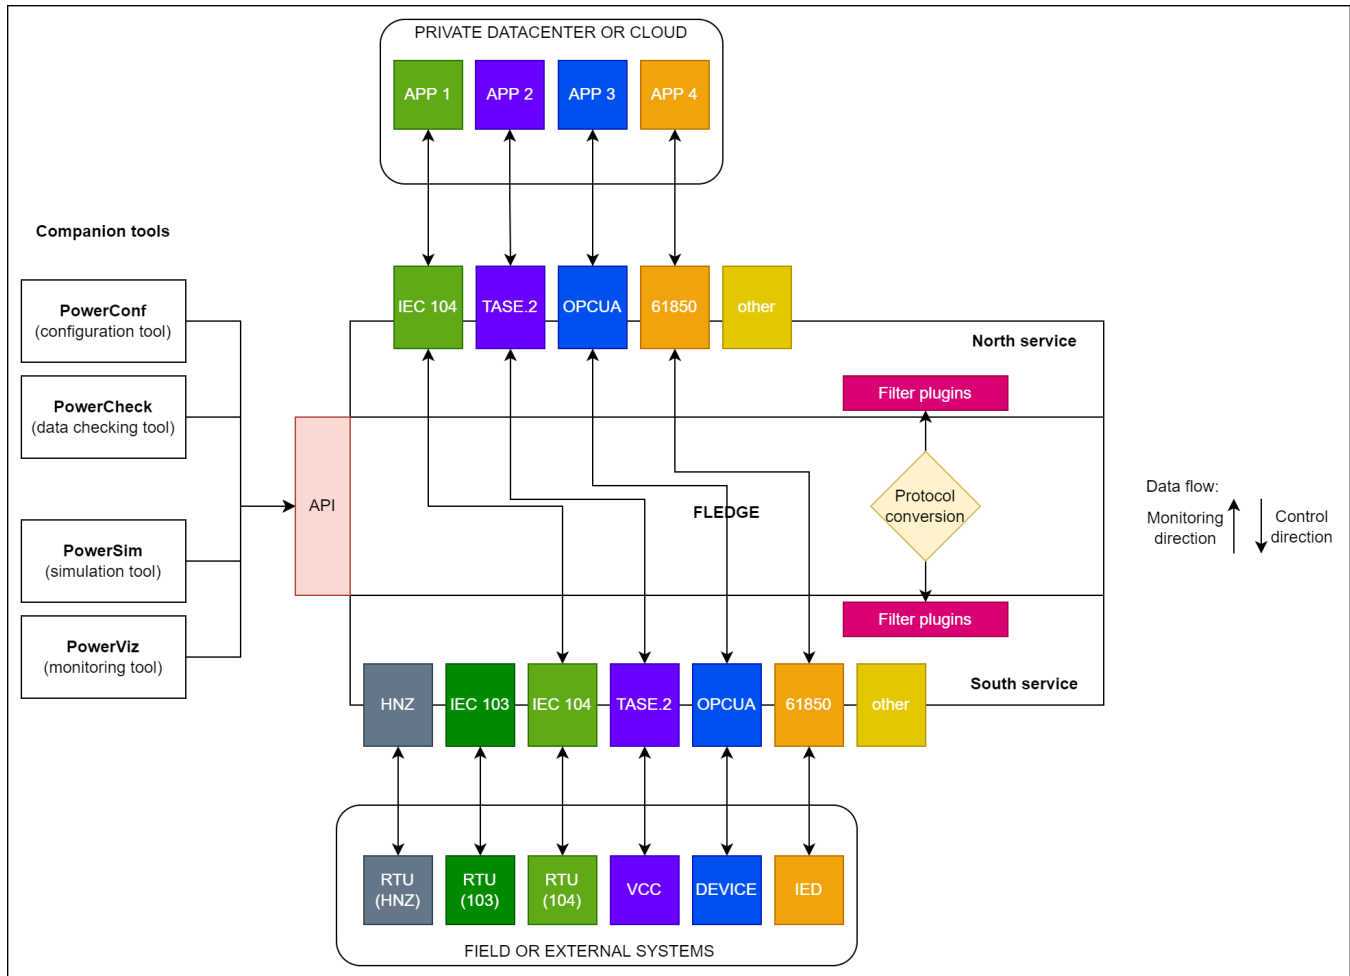 PRIVATE DATACENTER OR CLOUD
APP 1
APP 2
APP 3
APP 4
Companion tools
PowerConf
(configuration tool)
PowerCheck
(data checking tool)
PowerSim
(simulation tool)
PowerViz
(monitoring tool)
API
IEC 104
TASE.2
OPCUA
61850
other
North service
Filter plugins
Protocol
conversion
FLEDGE
Filter plugins
South service
Data flow:
Monitoring
direction
Control
direction
HNZ
IEC 103
IEC 104
TASE.2
OPCUA
61850
other
RTU
(HNZ)
RTU
(103)
RTU
(104)
VCC
DEVICE
IED
FIELD OR EXTERNAL SYSTEMS